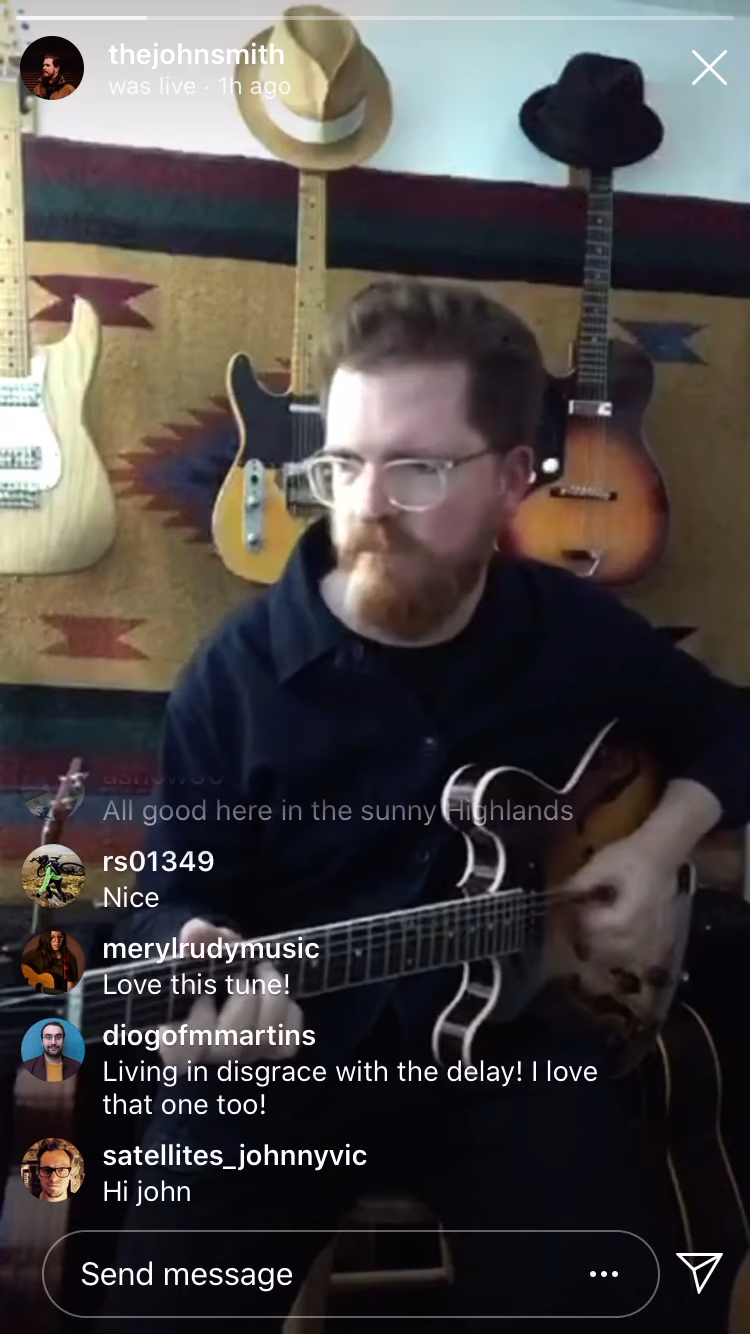 thejohnsmith
was live · 1h ago
All good here in the sunny Highlands
rs01349
Nice
merylrudymusic
Love this tune!
diogofmmartins
Living in disgrace with the delay! I love
that one too!
satellites_johnnyvic
Hi john
Send message